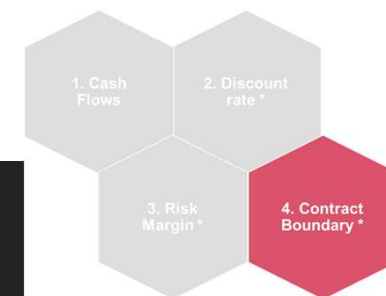 1. Cash
Flows
2. Discount
rate *
3. Risk
Margin *
4. Contract
Boundary *